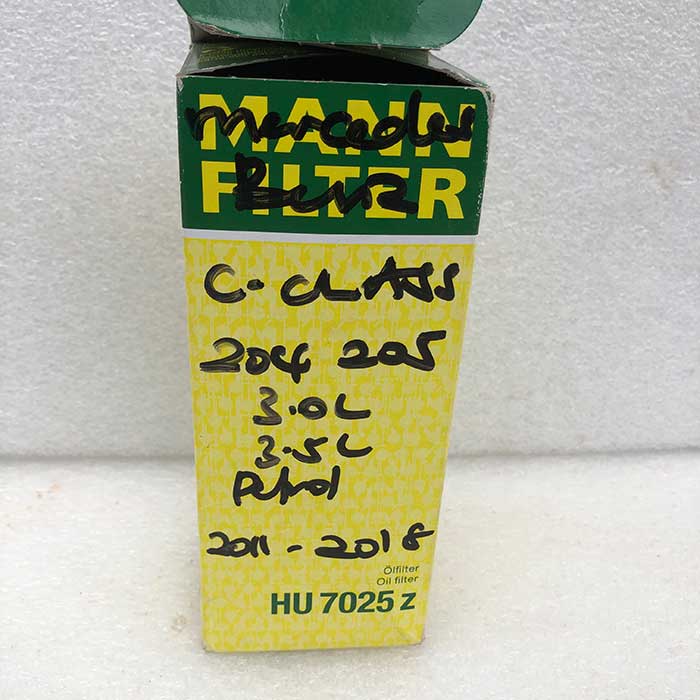 MANN
mercedes
FILTER
Benz
C-CLASS
204 205
3.0L
3.5L
Petrol
2011-2018
Ölfilter
Oil filter
HU 7025 z